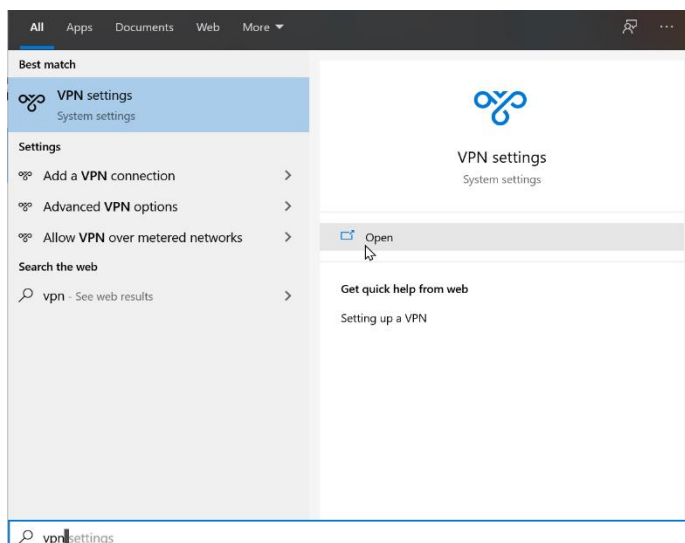 All Apps Documents Web More
Best match
VPN settings
System settings
Settings
Add a VPN connection
Advanced VPN options
Allow VPN over metered networks
Search the web
vpn - See web results
VPN settings
System settings
Open
Get quick help from web
Setting up a VPN
vpn settings